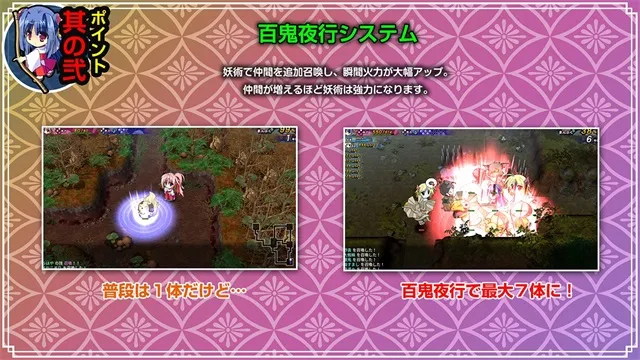 ポイント
其の弐
百鬼夜行システム
妖術で仲間を追加召喚し、瞬間火力が大幅アップ。
仲間が増えるほど妖術は強力になります。
普段は1体だけど…
百鬼夜行で最大7体に！